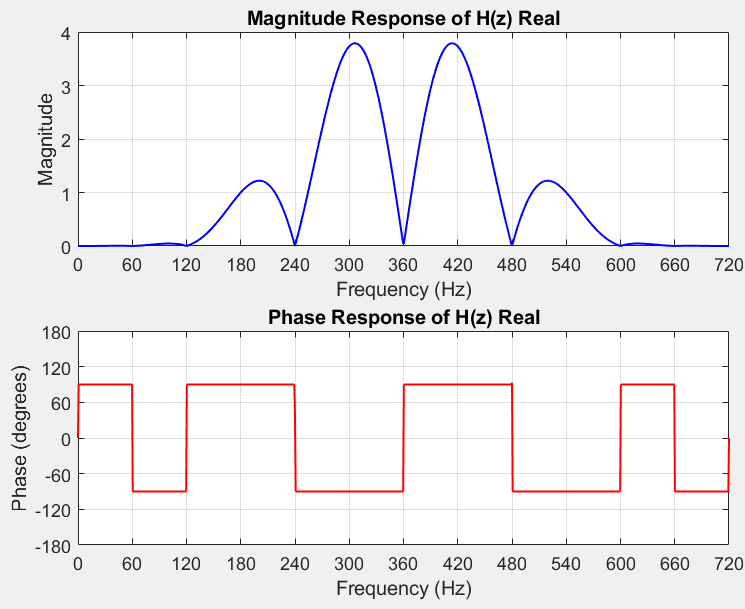 Magnitude Response of H(z) Real
Magnitude
4
3
2
1
0
0 60 120 180 240 300 360 420 480 540 600 660 720
Frequency (Hz)
Phase Response of H(z) Real
Phase (degrees)
180
120
60
0
-60
-120
-180
0 60 120 180 240 300 360 420 480 540 600 660 720
Frequency (Hz)